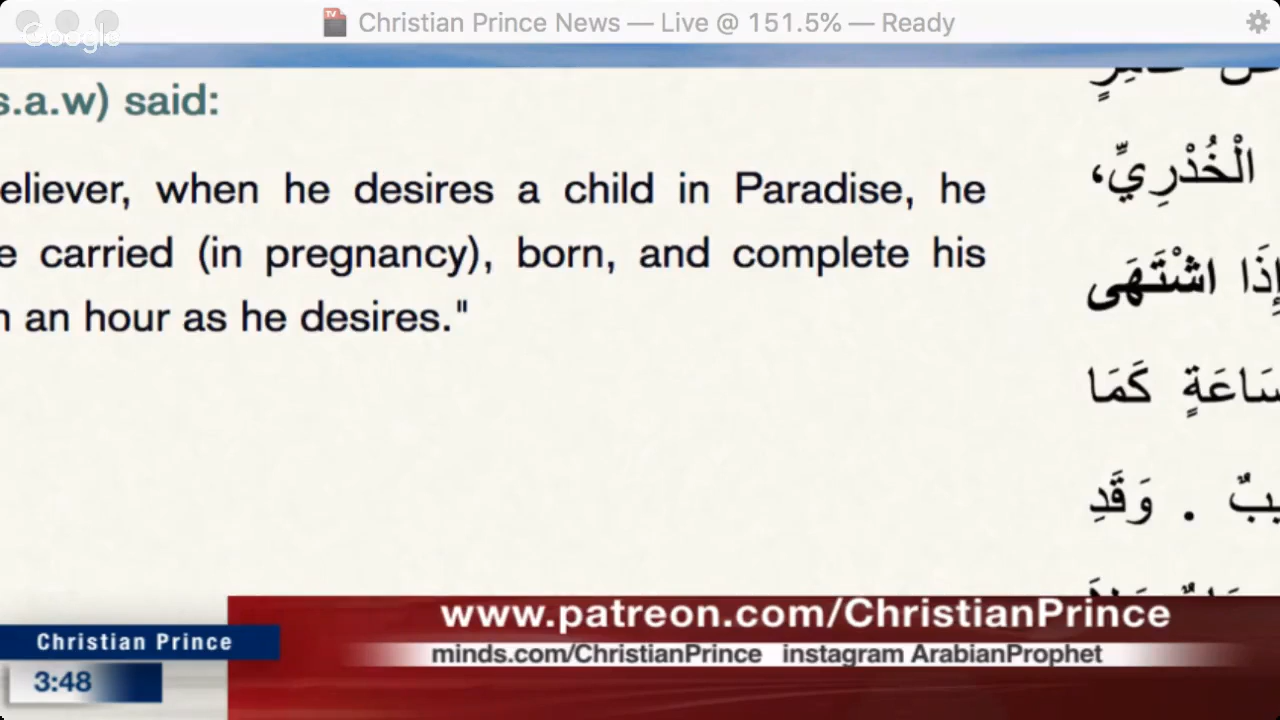 Google
Christian Prince News — Live @ 151.5% — Ready
s.a.w) said:
eliever, when he desires a child in Paradise, he
e carried (in pregnancy), born, and complete his
n an hour as he desires."
الْخُدْرِيِّ،
إِذَا اشْتَهَى
سَاعَةٍ كَمَا
. وَقَدِ
www.patreon.com/ChristianPrince
Christian Prince
minds.com/ChristianPrince instagram ArabianProphet
3:48